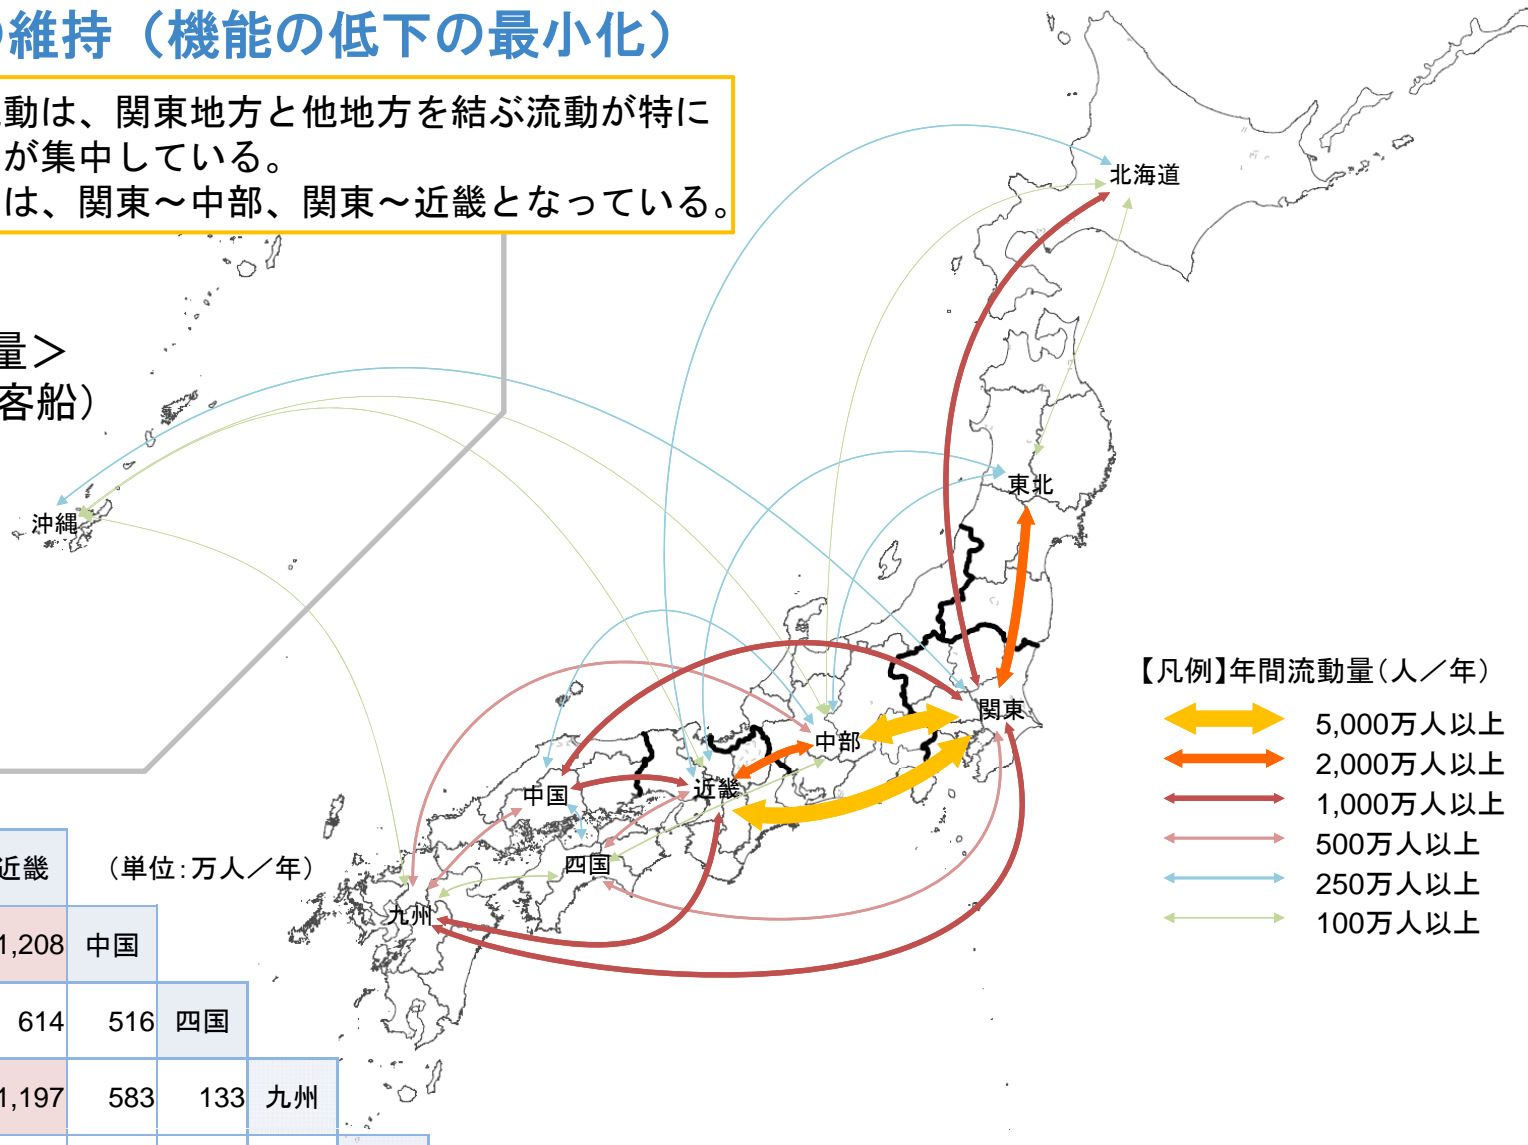 の維持（機能の低下の最小化）
動は、関東地方と他地方を結ぶ流動が特に
が集中している。
は、関東～中部、関東～近畿となっている。
量＞
客船）
北海道
東北
沖縄
関東
中部
近畿
中国
四国
九州
【凡例】年間流動量（人／年）
5,000万人以上
2,000万人以上
1,000万人以上
500万人以上
250万人以上
100万人以上
近畿 （単位：万人／年）
1,208 中国
614 516 四国
1,197 583 133 九州